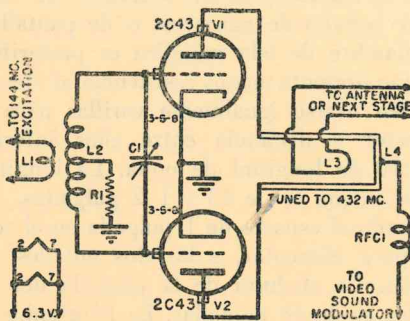 2C43
V1
TO 144 MC.
EXCITATION
L1
L2
R1
C1
3-5-8
3-5-8
TO ANTENNA
OR NEXT STAGE
L3
L4
TUNED TO 432 MC.
RFC1
2C43
V2
2 7
2 7
6.3 V.
TO
VIDEO
SOUND
MODULATOR